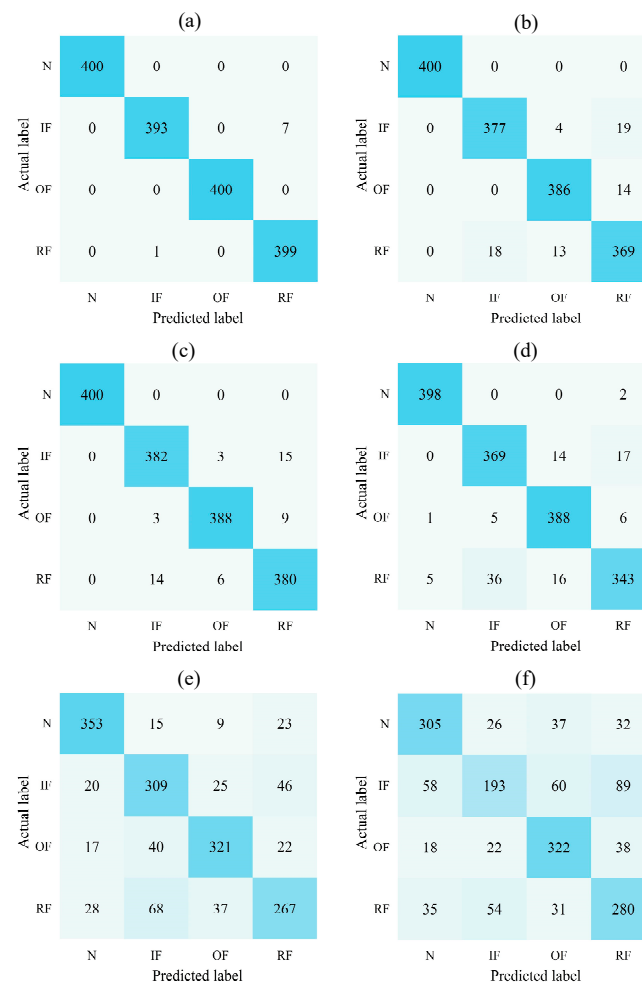 (a)
N 400 0 0 0
IF 0 393 0 7
OF 0 0 400 0
RF 0 1 0 399
N IF OF RF
Predicted label
Actual label
(b)
N 400 0 0 0
IF 0 377 4 19
OF 0 0 386 14
RF 0 18 13 369
N IF OF RF
Predicted label
Actual label
(c)
N 400 0 0 0
IF 0 382 3 15
OF 0 3 388 9
RF 0 14 6 380
N IF OF RF
Predicted label
Actual label
(d)
N 398 0 0 2
IF 0 369 14 17
OF 1 5 388 6
RF 5 36 16 343
N IF OF RF
Predicted label
Actual label
(e)
N 353 15 9 23
IF 20 309 25 46
OF 17 40 321 22
RF 28 68 37 267
N IF OF RF
Predicted label
Actual label
(f)
N 305 26 37 32
IF 58 193 60 89
OF 18 22 322 38
RF 35 54 31 280
N IF OF RF
Predicted label
Actual label